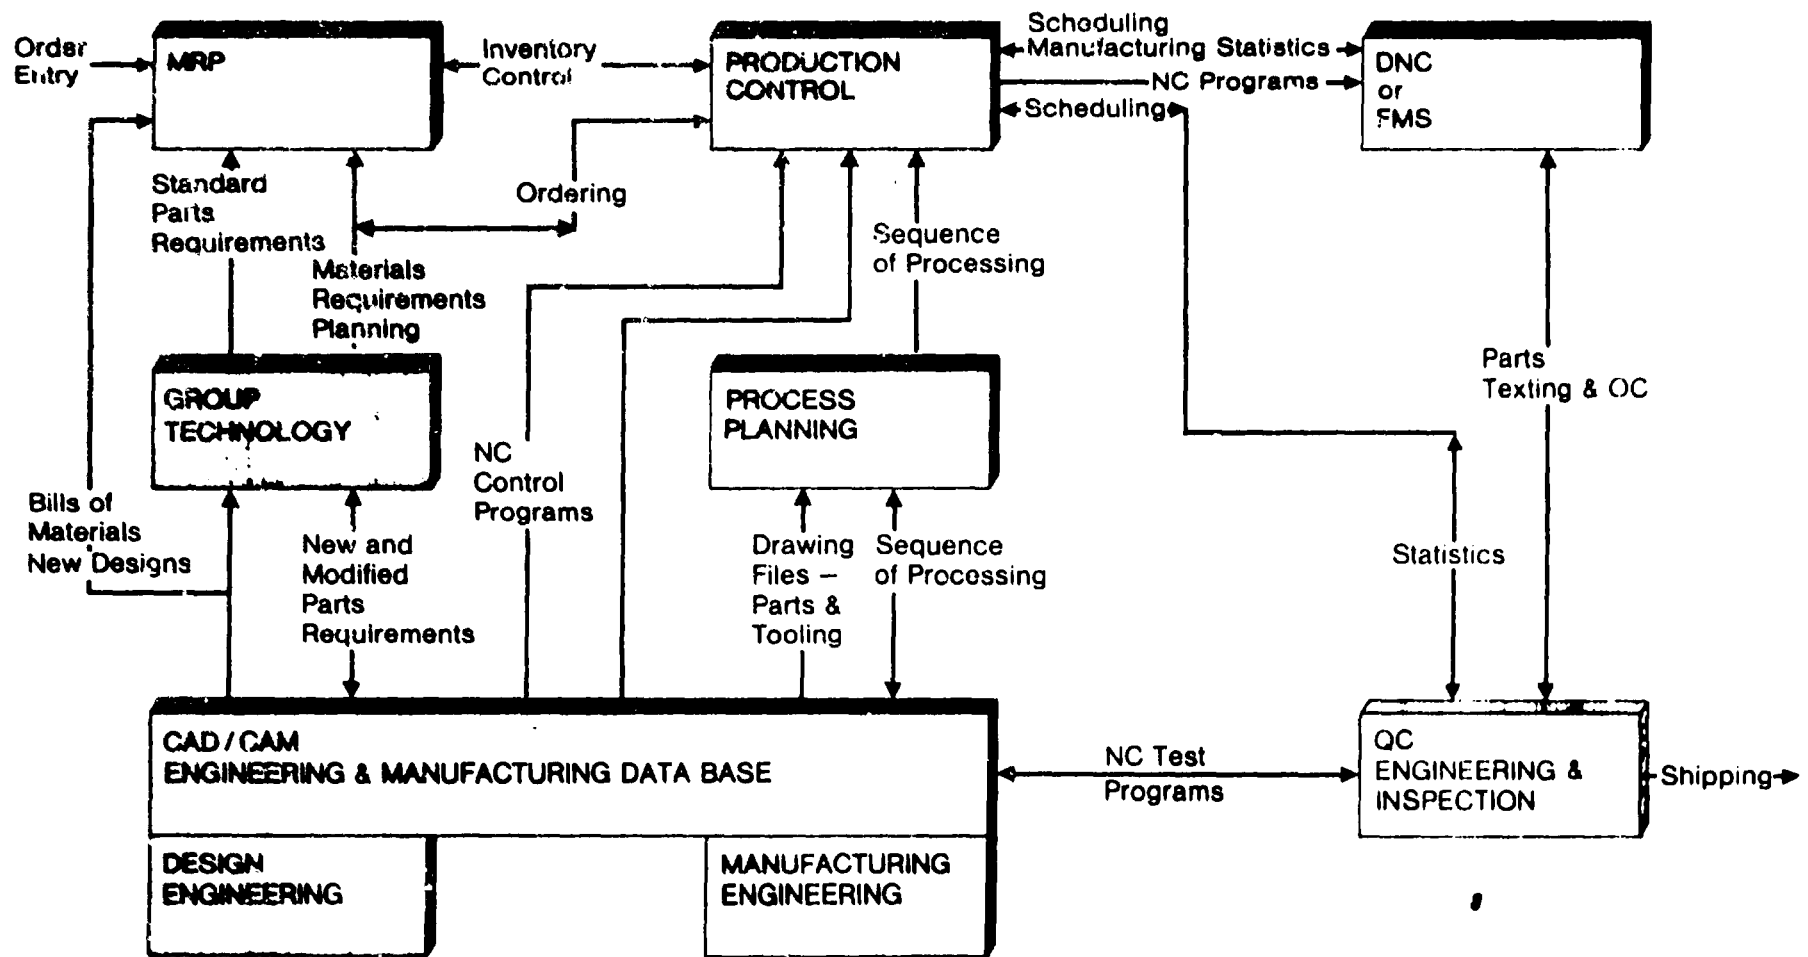 Order
Entry
MRP
Inventory
Control
PRODUCTION
CONTROL
Scheduling
Manufacturing Statistics
NC Programs
Scheduling
DNC
or
FMS
Standard
Parts
Requirements
Ordering
Materials
Requirements
Planning
Sequence
of Processing
GROUP
TECHNOLOGY
PROCESS
PLANNING
Parts
Texting & QC
NC
Control
Programs
Bills of
Materials
New Designs
New and
Modified
Parts
Requirements
Drawing
Files –
Parts &
Tooling
Sequence
of Processing
Statistics
CAD / CAM
ENGINEERING & MANUFACTURING DATA BASE
NC Test
Programs
QC
ENGINEERING &
INSPECTION
Shipping
DESIGN
ENGINEERING
MANUFACTURING
ENGINEERING